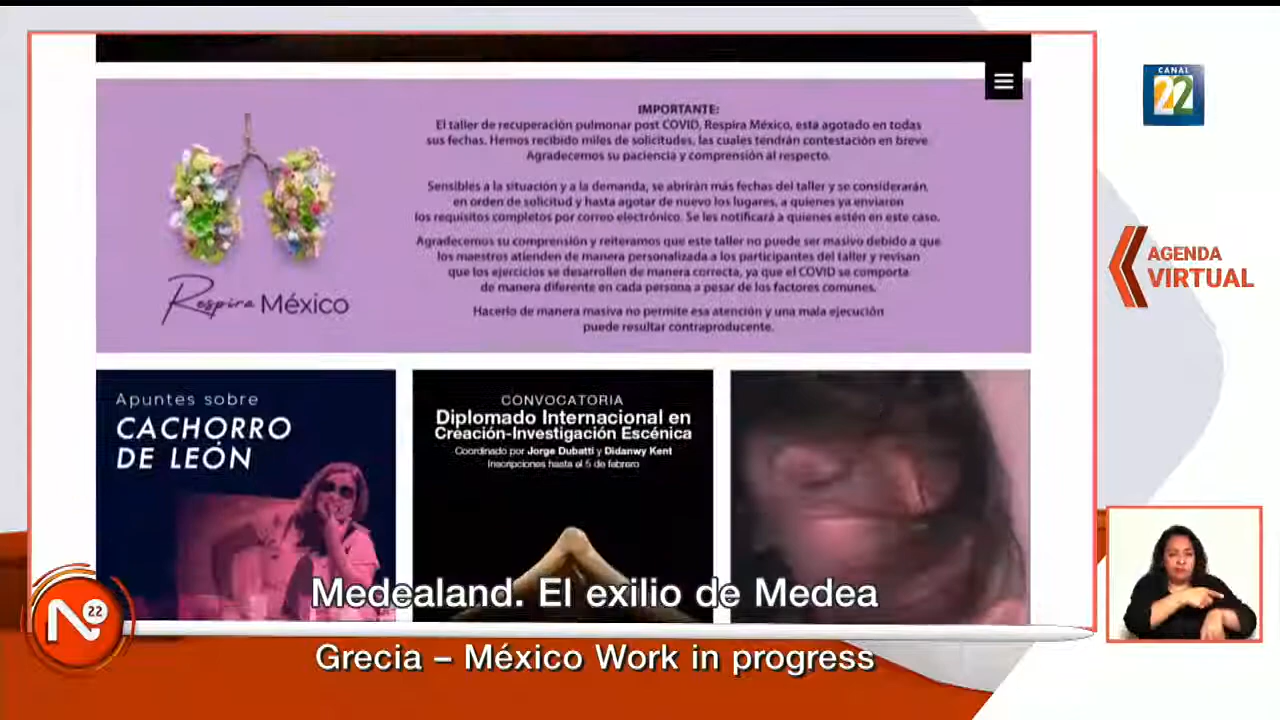 CANAL
22
IMPORTANTE:
El taller de recuperación pulmonar post COVID, Respira México, está agotado en todas
sus fechas. Hemos recibido miles de solicitudes, las cuales tendrán contestación en breve.
Agradecemos su paciencia y comprensión al respecto.
Sensibles a la situación y a la demanda, se abrirán más fechas del taller y se considerarán,
en orden de solicitud y hasta agotar de nuevo los lugares, a quienes ya enviaron
los requisitos completos por correo electrónico. Se les notificará a quienes estén en este caso.
Agradecemos su comprensión y reiteramos que este taller no puede ser masivo debido a que
los maestros atienden de manera personalizada a los participantes del taller y revisan
que los ejercicios se desarrollen de manera correcta, ya que el COVID se comporta
de manera diferente en cada persona a pesar de los factores comunes.
Hacerlo de manera masiva no permite esa atención y una mala ejecución
puede resultar contraproducente.
Respira México
AGENDA
VIRTUAL
Apuntes sobre
CACHORRO
DE LEÓN
CONVOCATORIA
Diplomado Internacional en
Creación-Investigación Escénica
Coordinado por Jorge Dubatti y Didanwy Kent
Inscripciones hasta el 5 de febrero
Medealand. El exilio de Medea
Grecia – México Work in progress
N 22